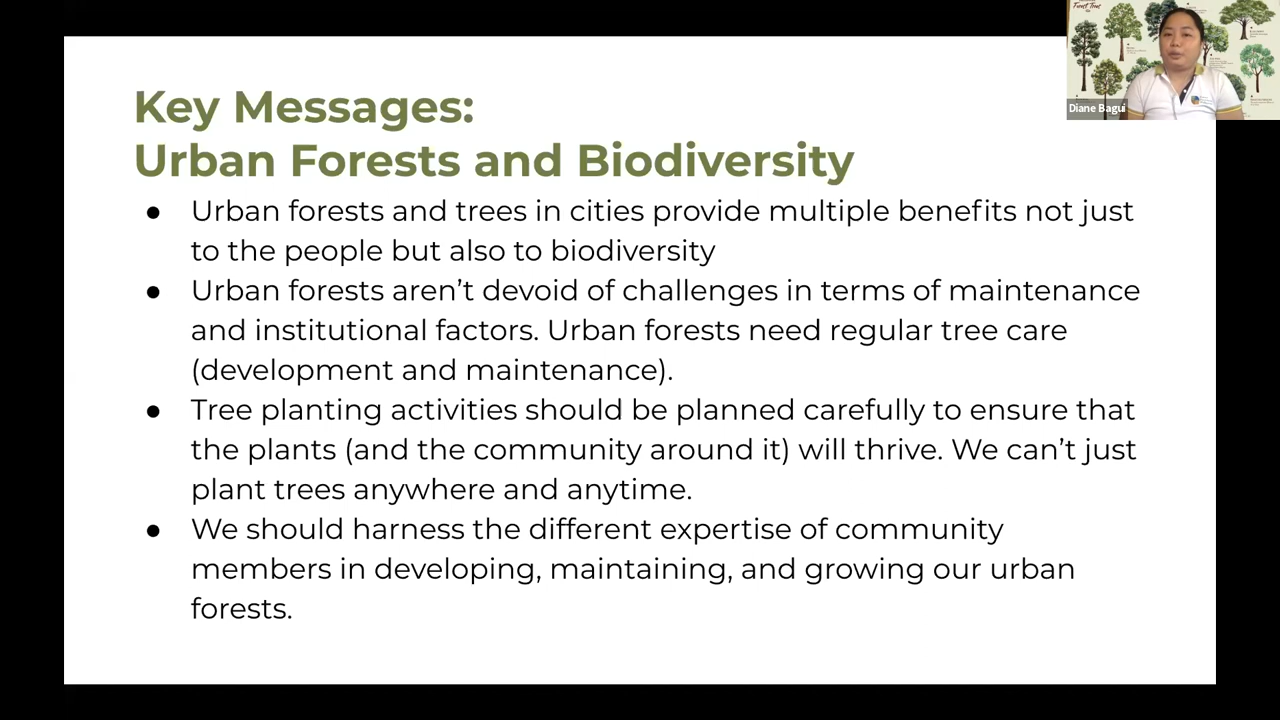 Key Messages:
Urban Forests and Biodiversity
● Urban forests and trees in cities provide multiple benefits not just
to the people but also to biodiversity
● Urban forests aren’t devoid of challenges in terms of maintenance
and institutional factors. Urban forests need regular tree care
(development and maintenance).
● Tree planting activities should be planned carefully to ensure that
the plants (and the community around it) will thrive. We can’t just
plant trees anywhere and anytime.
● We should harness the different expertise of community
members in developing, maintaining, and growing our urban
forests.
Diane Bagui